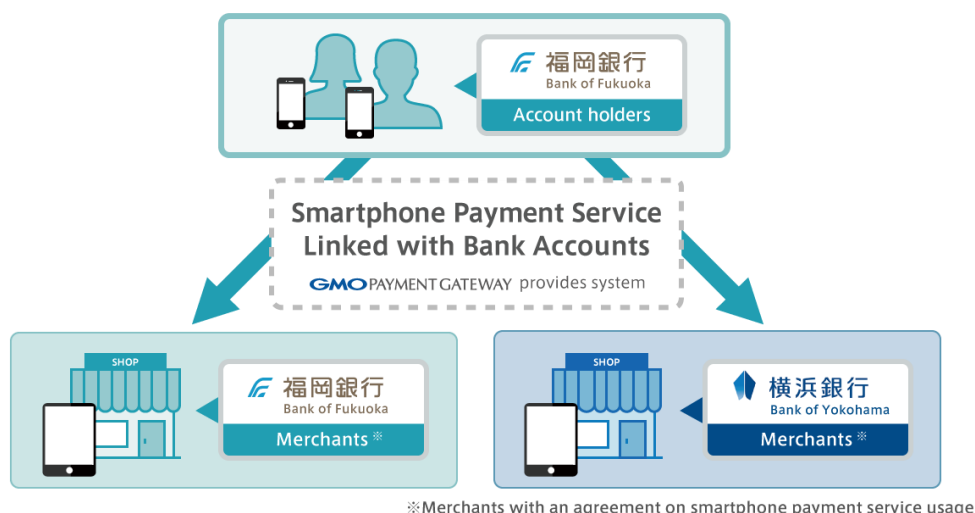 福岡銀行
Bank of Fukuoka
Account holders
Smartphone Payment Service
Linked with Bank Accounts
GMO PAYMENT GATEWAY provides system
SHOP
福岡銀行
Bank of Fukuoka
Merchants ※
SHOP
横浜銀行
Bank of Yokohama
Merchants ※
※Merchants with an agreement on smartphone payment service usage